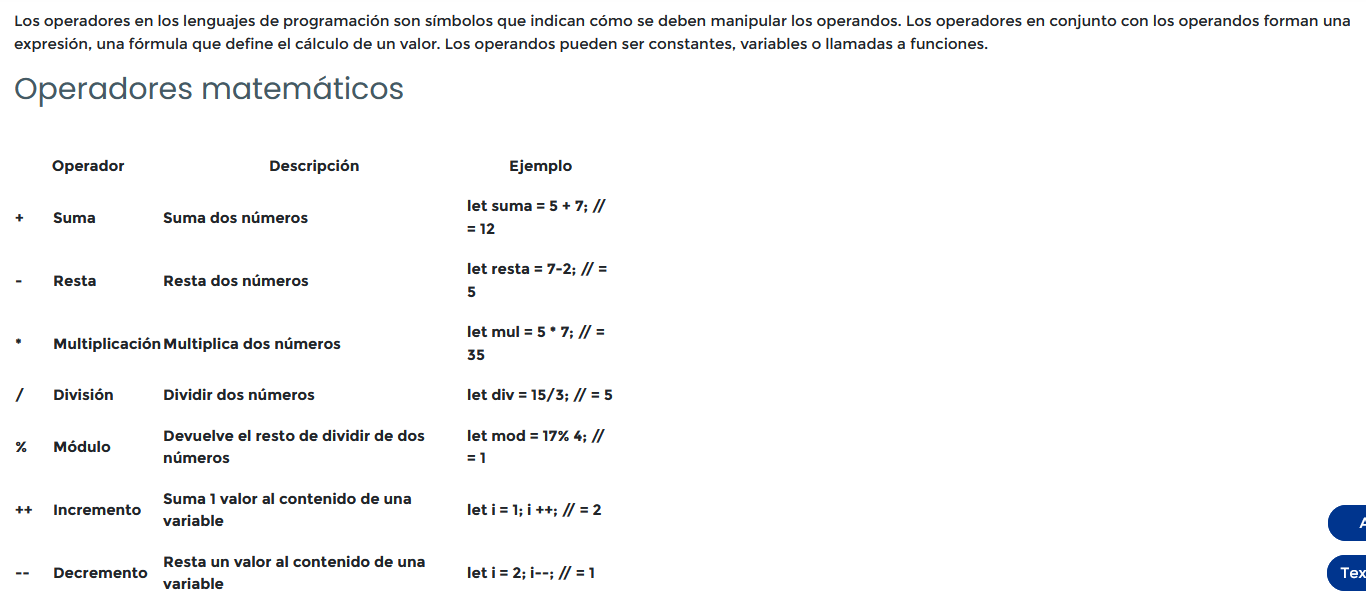 Los operadores en los lenguajes de programación son símbolos que indican cómo se deben manipular los operandos. Los operadores en conjunto con los operandos forman una
expresión, una fórmula que define el cálculo de un valor. Los operandos pueden ser constantes, variables o llamadas a funciones.
Operadores matemáticos
Operador Descripción Ejemplo
+ Suma Suma dos números let suma = 5 + 7; //
= 12
- Resta Resta dos números let resta = 7-2; // =
5
* Multiplicación Multiplica dos números let mul = 5 * 7; // =
35
/ División Dividir dos números let div = 15/3; // = 5
% Módulo Devuelve el resto de dividir de dos let mod = 17% 4; //
números = 1
++ Incremento Suma 1 valor al contenido de una let i = 1; i ++; // = 2
variable
-- Decremento Resta un valor al contenido de una let i = 2; i--; // = 1
variable
Tex